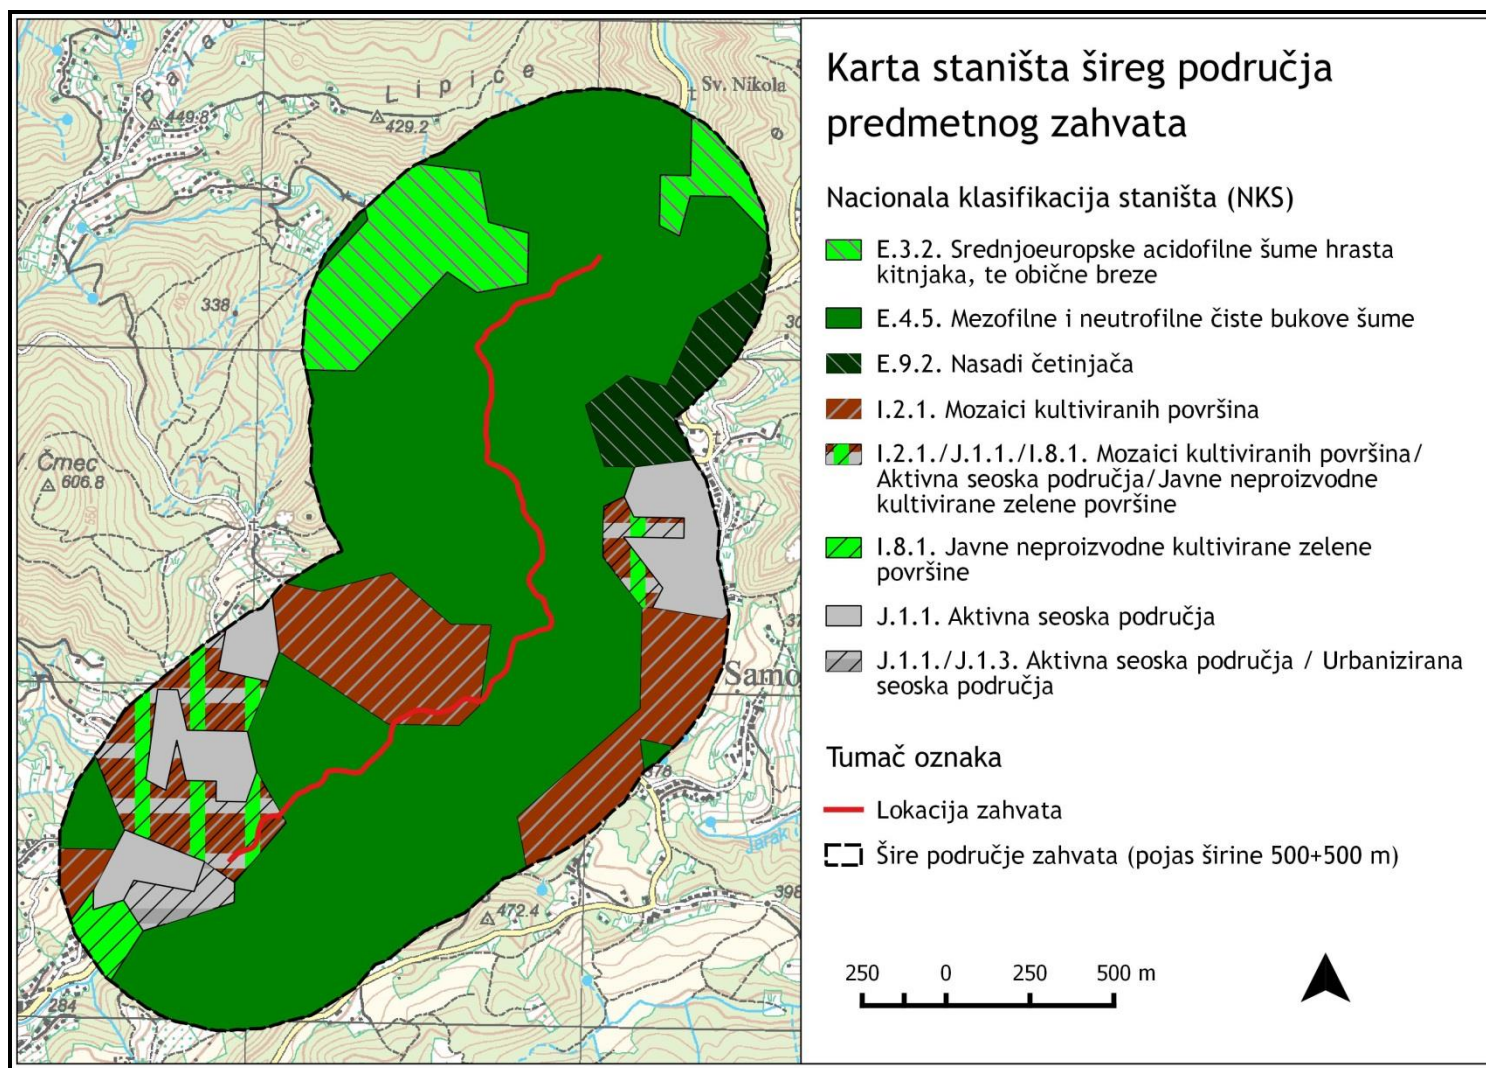 Karta staništa šireg područja
predmetnog zahvata
Nacionala klasifikacija staništa (NKS)
E.3.2. Srednjoeuropske acidofilne šume hrasta
kitnjaka, te obične breze
E.4.5. Mezofilne i neutrofilne čiste bukove šume
E.9.2. Nasadi četinjača
I.2.1. Mozaici kultiviranih površina
I.2.1./J.1.1./I.8.1. Mozaici kultiviranih površina/
Aktivna seoska područja/Javne neproizvodne
kultivirane zelene površine
I.8.1. Javne neproizvodne kultivirane zelene
površine
J.1.1. Aktivna seoska područja
J.1.1./J.1.3. Aktivna seoska područja / Urbanizirana
seoska područja
Tumač oznaka
Lokacija zahvata
Šire područje zahvata (pojas širine 500+500 m)
250 0 250 500 m
Lipice
Sv. Nikola
449.8
429.2
338
Črnec
606.8
Samo
378
Jarak
398
472.4
284